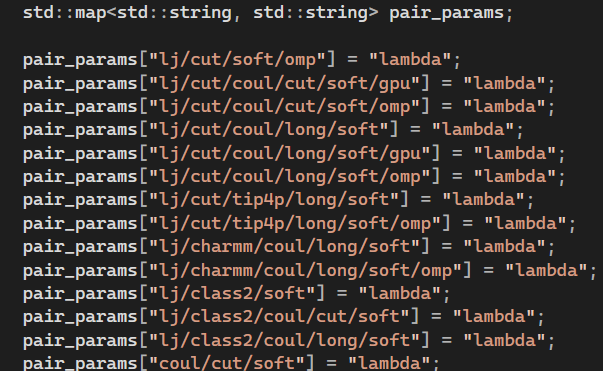 std::map<std::string, std::string> pair_params;
pair_params["lj/cut/soft/omp"] = "lambda";
pair_params["lj/cut/coul/cut/soft/gpu"] = "lambda";
pair_params["lj/cut/coul/cut/soft/omp"] = "lambda";
pair_params["lj/cut/coul/long/soft"] = "lambda";
pair_params["lj/cut/coul/long/soft/gpu"] = "lambda";
pair_params["lj/cut/coul/long/soft/omp"] = "lambda";
pair_params["lj/cut/tip4p/long/soft"] = "lambda";
pair_params["lj/cut/tip4p/long/soft/omp"] = "lambda";
pair_params["lj/charmm/coul/long/soft"] = "lambda";
pair_params["lj/charmm/coul/long/soft/omp"] = "lambda";
pair_params["lj/class2/soft"] = "lambda";
pair_params["lj/class2/coul/cut/soft"] = "lambda";
pair_params["lj/class2/coul/long/soft"] = "lambda";
pair_params["coul/cut/soft"] = "lambda";